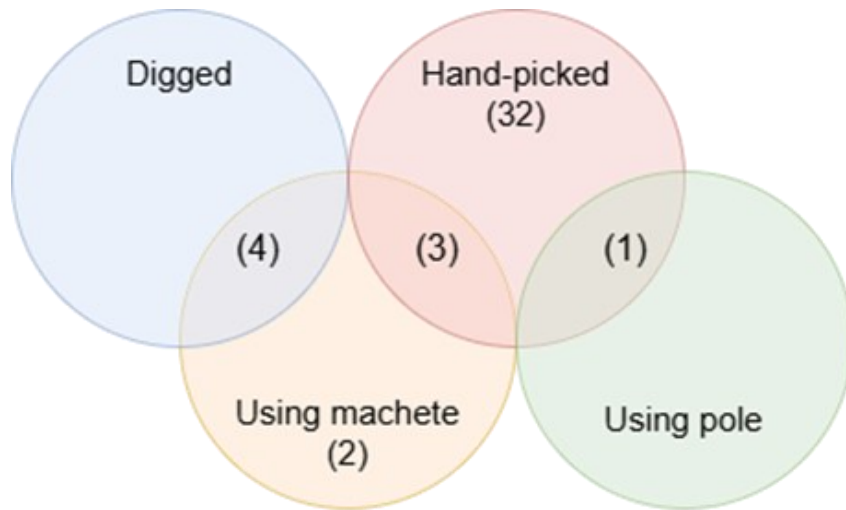 Digged
Hand-picked
(32)
(4)
(3)
(1)
Using machete
(2)
Using pole